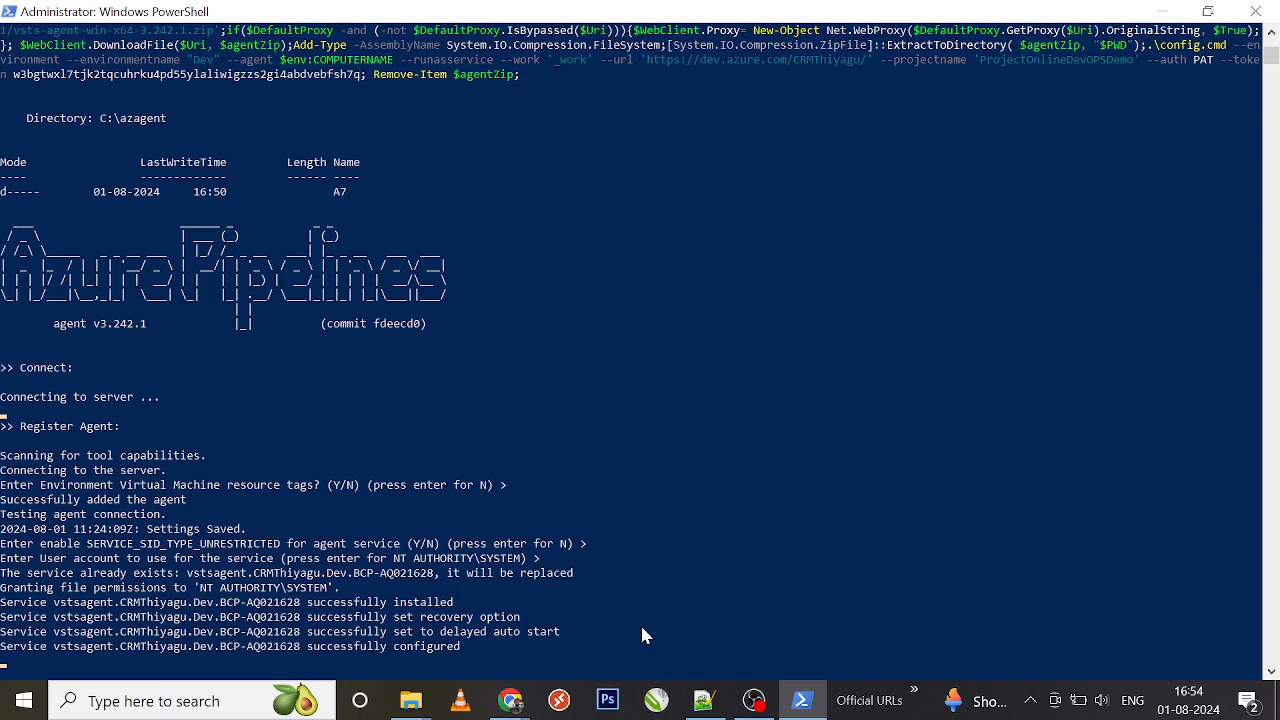 Administrator: Windows PowerShell
1/vsts-agent-win-x64-3.242.1.zip';if($DefaultProxy -and (-not $DefaultProxy.IsBypassed($Uri))){$WebClient.Proxy= New-Object Net.WebProxy($DefaultProxy.GetProxy($Uri).OriginalString, $True);
}; $WebClient.DownloadFile($Uri, $agentZip);Add-Type -AssemblyName System.IO.Compression.FileSystem;[System.IO.Compression.ZipFile]::ExtractToDirectory( $agentZip, "$PWD");.\config.cmd --en
vironment --environmentname "Dev" --agent $env:COMPUTERNAME --runasservice --work '_work' --url 'https://dev.azure.com/CRMThiyagu/' --projectname 'ProjectOnlineDevOPSDemo' --auth PAT --toke
n w3bgtwxl7tjk2tqcuhrku4pd55ylaliwigzzs2gi4abdvebfsh7q; Remove-Item $agentZip;
Directory: C:\azagent
Mode LastWriteTime Length Name
---- ------------- ------ ----
d----- 01-08-2024 16:50 A7
Azure Pipelines
agent v3.242.1 (commit fdeecd0)
>> Connect:
Connecting to server ...
>> Register Agent:
Scanning for tool capabilities.
Connecting to the server.
Enter Environment Virtual Machine resource tags? (Y/N) (press enter for N) >
Successfully added the agent
Testing agent connection.
2024-08-01 11:24:09Z: Settings Saved.
Enter enable SERVICE_SID_TYPE_UNRESTRICTED for agent service (Y/N) (press enter for N) >
Enter User account to use for the service (press enter for NT AUTHORITY\SYSTEM) >
The service already exists: vstsagent.CRMThiyagu.Dev.BCP-AQ021628, it will be replaced
Granting file permissions to 'NT AUTHORITY\SYSTEM'.
Service vstsagent.CRMThiyagu.Dev.BCP-AQ021628 successfully installed
Service vstsagent.CRMThiyagu.Dev.BCP-AQ021628 successfully set recovery option
Service vstsagent.CRMThiyagu.Dev.BCP-AQ021628 successfully set to delayed auto start
Service vstsagent.CRMThiyagu.Dev.BCP-AQ021628 successfully configured
Type here to search
Ps
Official URLs
Sho...
ENG
16:54
01-08-2024
2